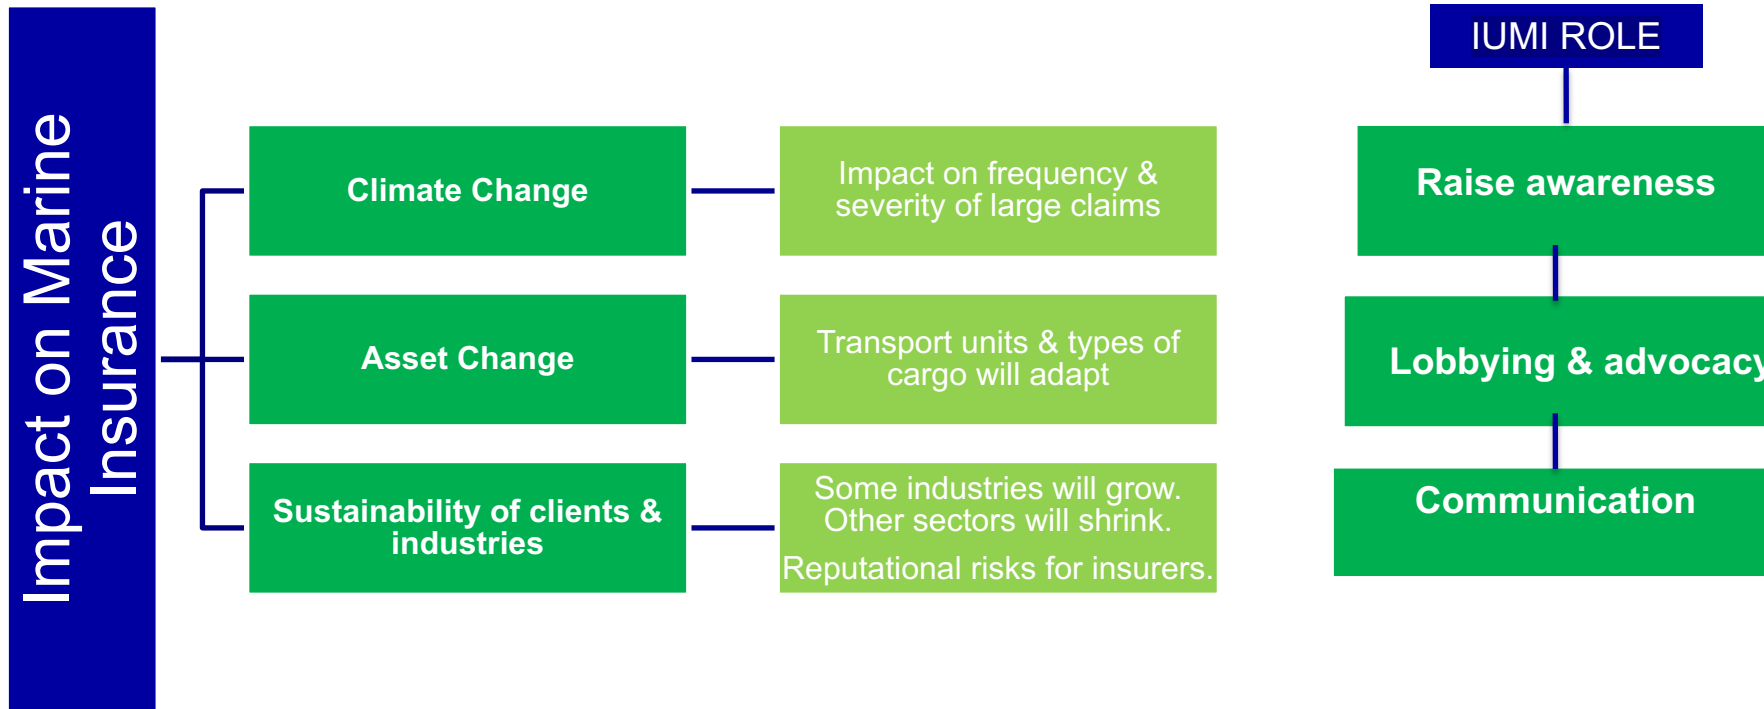 Impact on Marine
Insurance
Climate Change
Impact on frequency &
severity of large claims
Asset Change
Transport units & types of
cargo will adapt
Sustainability of clients &
industries
Some industries will grow.
Other sectors will shrink.
Reputational risks for insurers.
IUMI ROLE
Raise awareness
Lobbying & advocacy
Communication